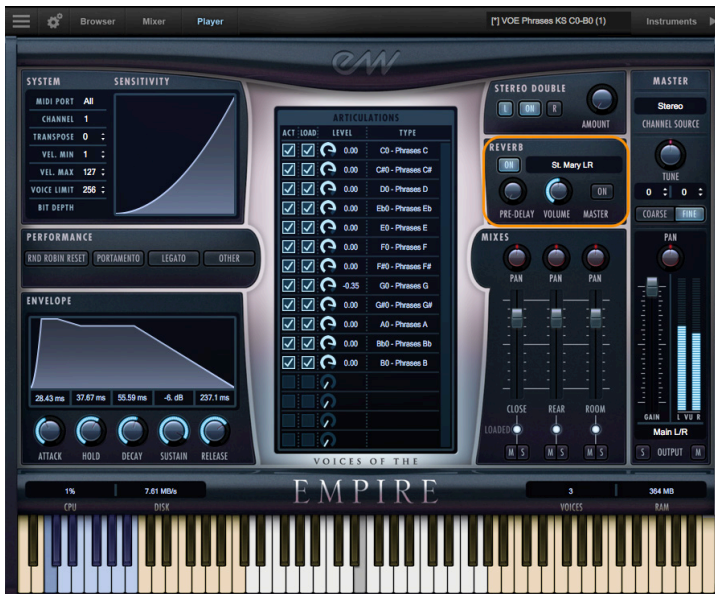 Browser Mixer Player [*] VOE Phrases KS C0-B0 (1) Instruments
ew
SYSTEM SENSITIVITY
MIDI PORT All
CHANNEL 1
TRANSPOSE 0
VEL. MIN 1
VEL. MAX 127
VOICE LIMIT 256
BIT DEPTH
PERFORMANCE
RND ROBIN RESET PORTAMENTO LEGATO OTHER
ENVELOPE
28.43 ms 37.67 ms 55.59 ms -6. dB 237.1 ms
ATTACK HOLD DECAY SUSTAIN RELEASE
ARTICULATIONS
ACT LOAD LEVEL TYPE
0.00 C0 - Phrases C
0.00 C#0 - Phrases C#
0.00 D0 - Phrases D
0.00 Eb0 - Phrases Eb
0.00 E0 - Phrases E
0.00 F0 - Phrases F
0.00 F#0 - Phrases F#
-0.35 G0 - Phrases G
0.00 G#0 - Phrases G#
0.00 A0 - Phrases A
0.00 Bb0 - Phrases Bb
0.00 B0 - Phrases B
STEREO DOUBLE
L ON R
AMOUNT
REVERB
ON St. Mary LR
ON
PRE-DELAY VOLUME MASTER
MIXES
PAN PAN PAN
CLOSE REAR ROOM
LOADED
M S M S M S
MASTER
Stereo
CHANNEL SOURCE
TUNE
0 0
COARSE FINE
PAN
GAIN L VU R
Main L/R
S OUTPUT M
VOICES OF THE
EMPIRE
1% 7.61 MB/s
CPU DISK
3 364 MB
VOICES RAM